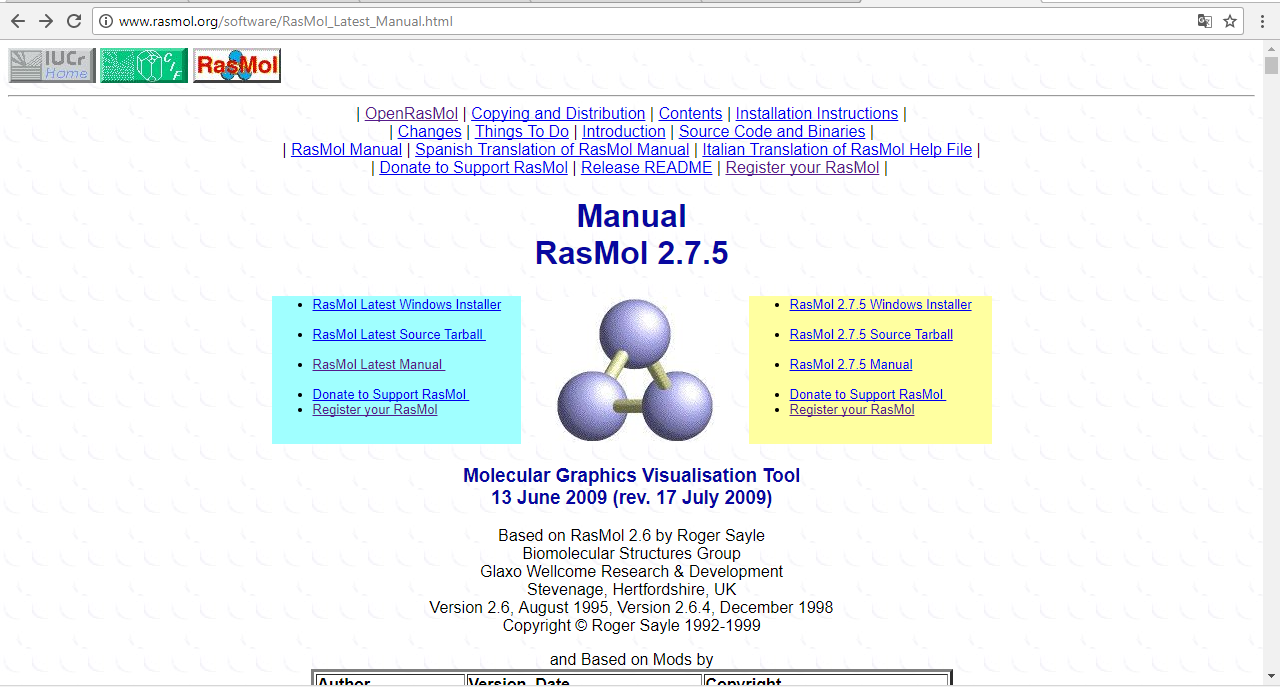 www.rasmol.org/software/RasMol_Latest_Manual.html
IUCr
Home
CIF
RasMol
| OpenRasMol | Copying and Distribution | Contents | Installation Instructions |
| Changes | Things To Do | Introduction | Source Code and Binaries |
| RasMol Manual | Spanish Translation of RasMol Manual | Italian Translation of RasMol Help File |
| Donate to Support RasMol | Release README | Register your RasMol |
Manual
RasMol 2.7.5
RasMol Latest Windows Installer
RasMol Latest Source Tarball
RasMol Latest Manual
Donate to Support RasMol
Register your RasMol
RasMol 2.7.5 Windows Installer
RasMol 2.7.5 Source Tarball
RasMol 2.7.5 Manual
Donate to Support RasMol
Register your RasMol
Molecular Graphics Visualisation Tool
13 June 2009 (rev. 17 July 2009)
Based on RasMol 2.6 by Roger Sayle
Biomolecular Structures Group
Glaxo Wellcome Research & Development
Stevenage, Hertfordshire, UK
Version 2.6, August 1995, Version 2.6.4, December 1998
Copyright © Roger Sayle 1992-1999
and Based on Mods by
Author Version, Date Copyright